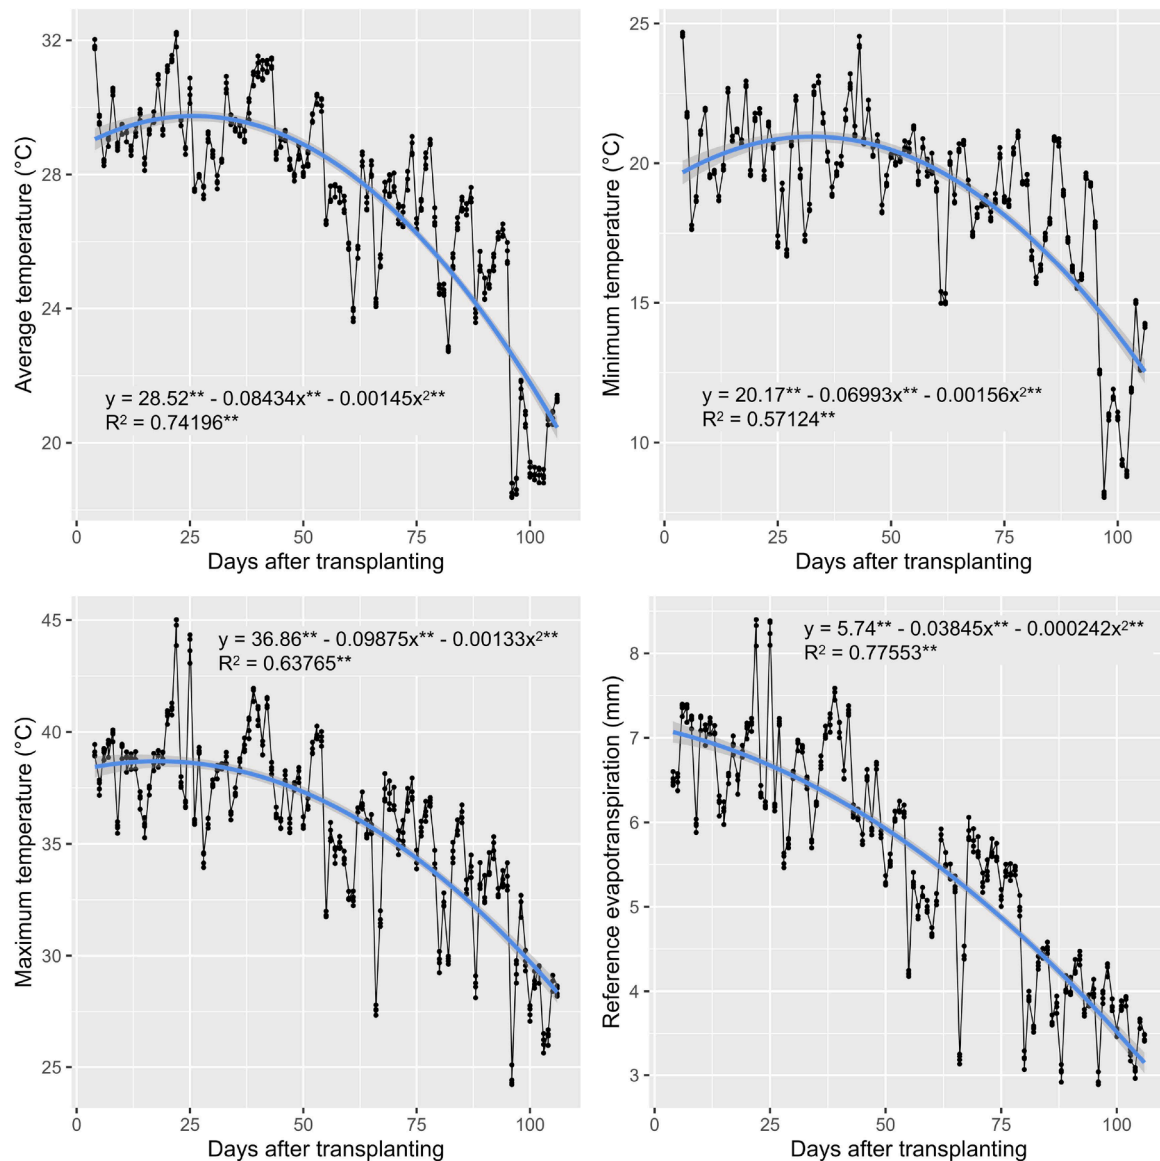 32
28
24
20
Average temperature (°C)
y = 28.52** - 0.08434x** - 0.00145x²**
R² = 0.74196**
0 25 50 75 100
Days after transplanting
25
20
15
10
Minimum temperature (°C)
y = 20.17** - 0.06993x** - 0.00156x²**
R² = 0.57124**
0 25 50 75 100
Days after transplanting
45
40
35
30
25
Maximum temperature (°C)
y = 36.86** - 0.09875x** - 0.00133x²**
R² = 0.63765**
0 25 50 75 100
Days after transplanting
8
7
6
5
4
3
Reference evapotranspiration (mm)
y = 5.74** - 0.03845x** - 0.000242x²**
R² = 0.77553**
0 25 50 75 100
Days after transplanting